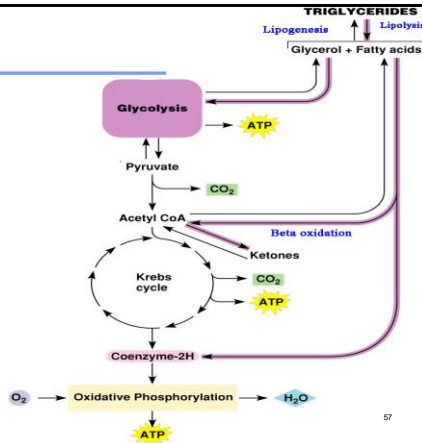 TRIGLYCERIDES
Lipogenesis
Lipolysis
Glycerol + Fatty acids
Glycolysis
ATP
Pyruvate
CO2
Acetyl CoA
Beta oxidation
Ketones
Krebs
cycle
CO2
ATP
Coenzyme-2H
O2
Oxidative Phosphorylation
H2O
ATP
57